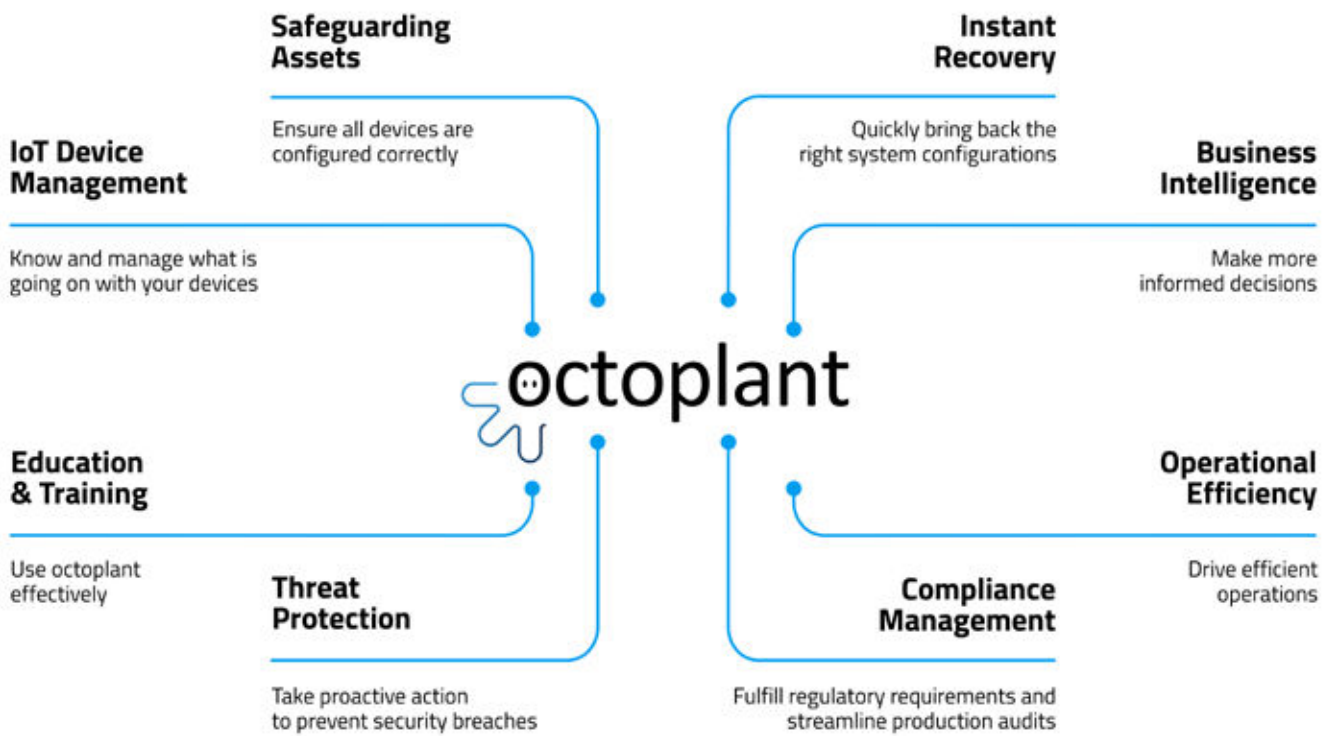 Safeguarding
Assets
Ensure all devices are
configured correctly
Instant
Recovery
Quickly bring back the
right system configurations
IoT Device
Management
Know and manage what is
going on with your devices
Business
Intelligence
Make more
informed decisions
octoplant
Education
& Training
Use octoplant
effectively
Operational
Efficiency
Drive efficient
operations
Threat
Protection
Take proactive action
to prevent security breaches
Compliance
Management
Fulfill regulatory requirements and
streamline production audits